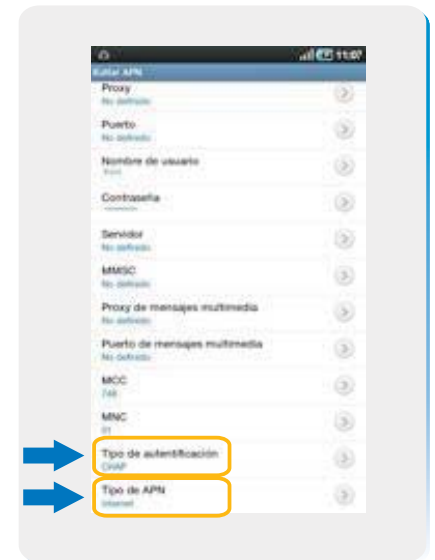 11:07
Editar APN
Proxy
No definido
Puerto
No definido
Nombre de usuario
Contraseña
Servidor
No definido
MMSC
No definido
Proxy de mensajes multimedia
No definido
Puerto de mensajes multimedia
No definido
MCC
748
MNC
01
Tipo de autentificación
CHAP
Tipo de APN
internet